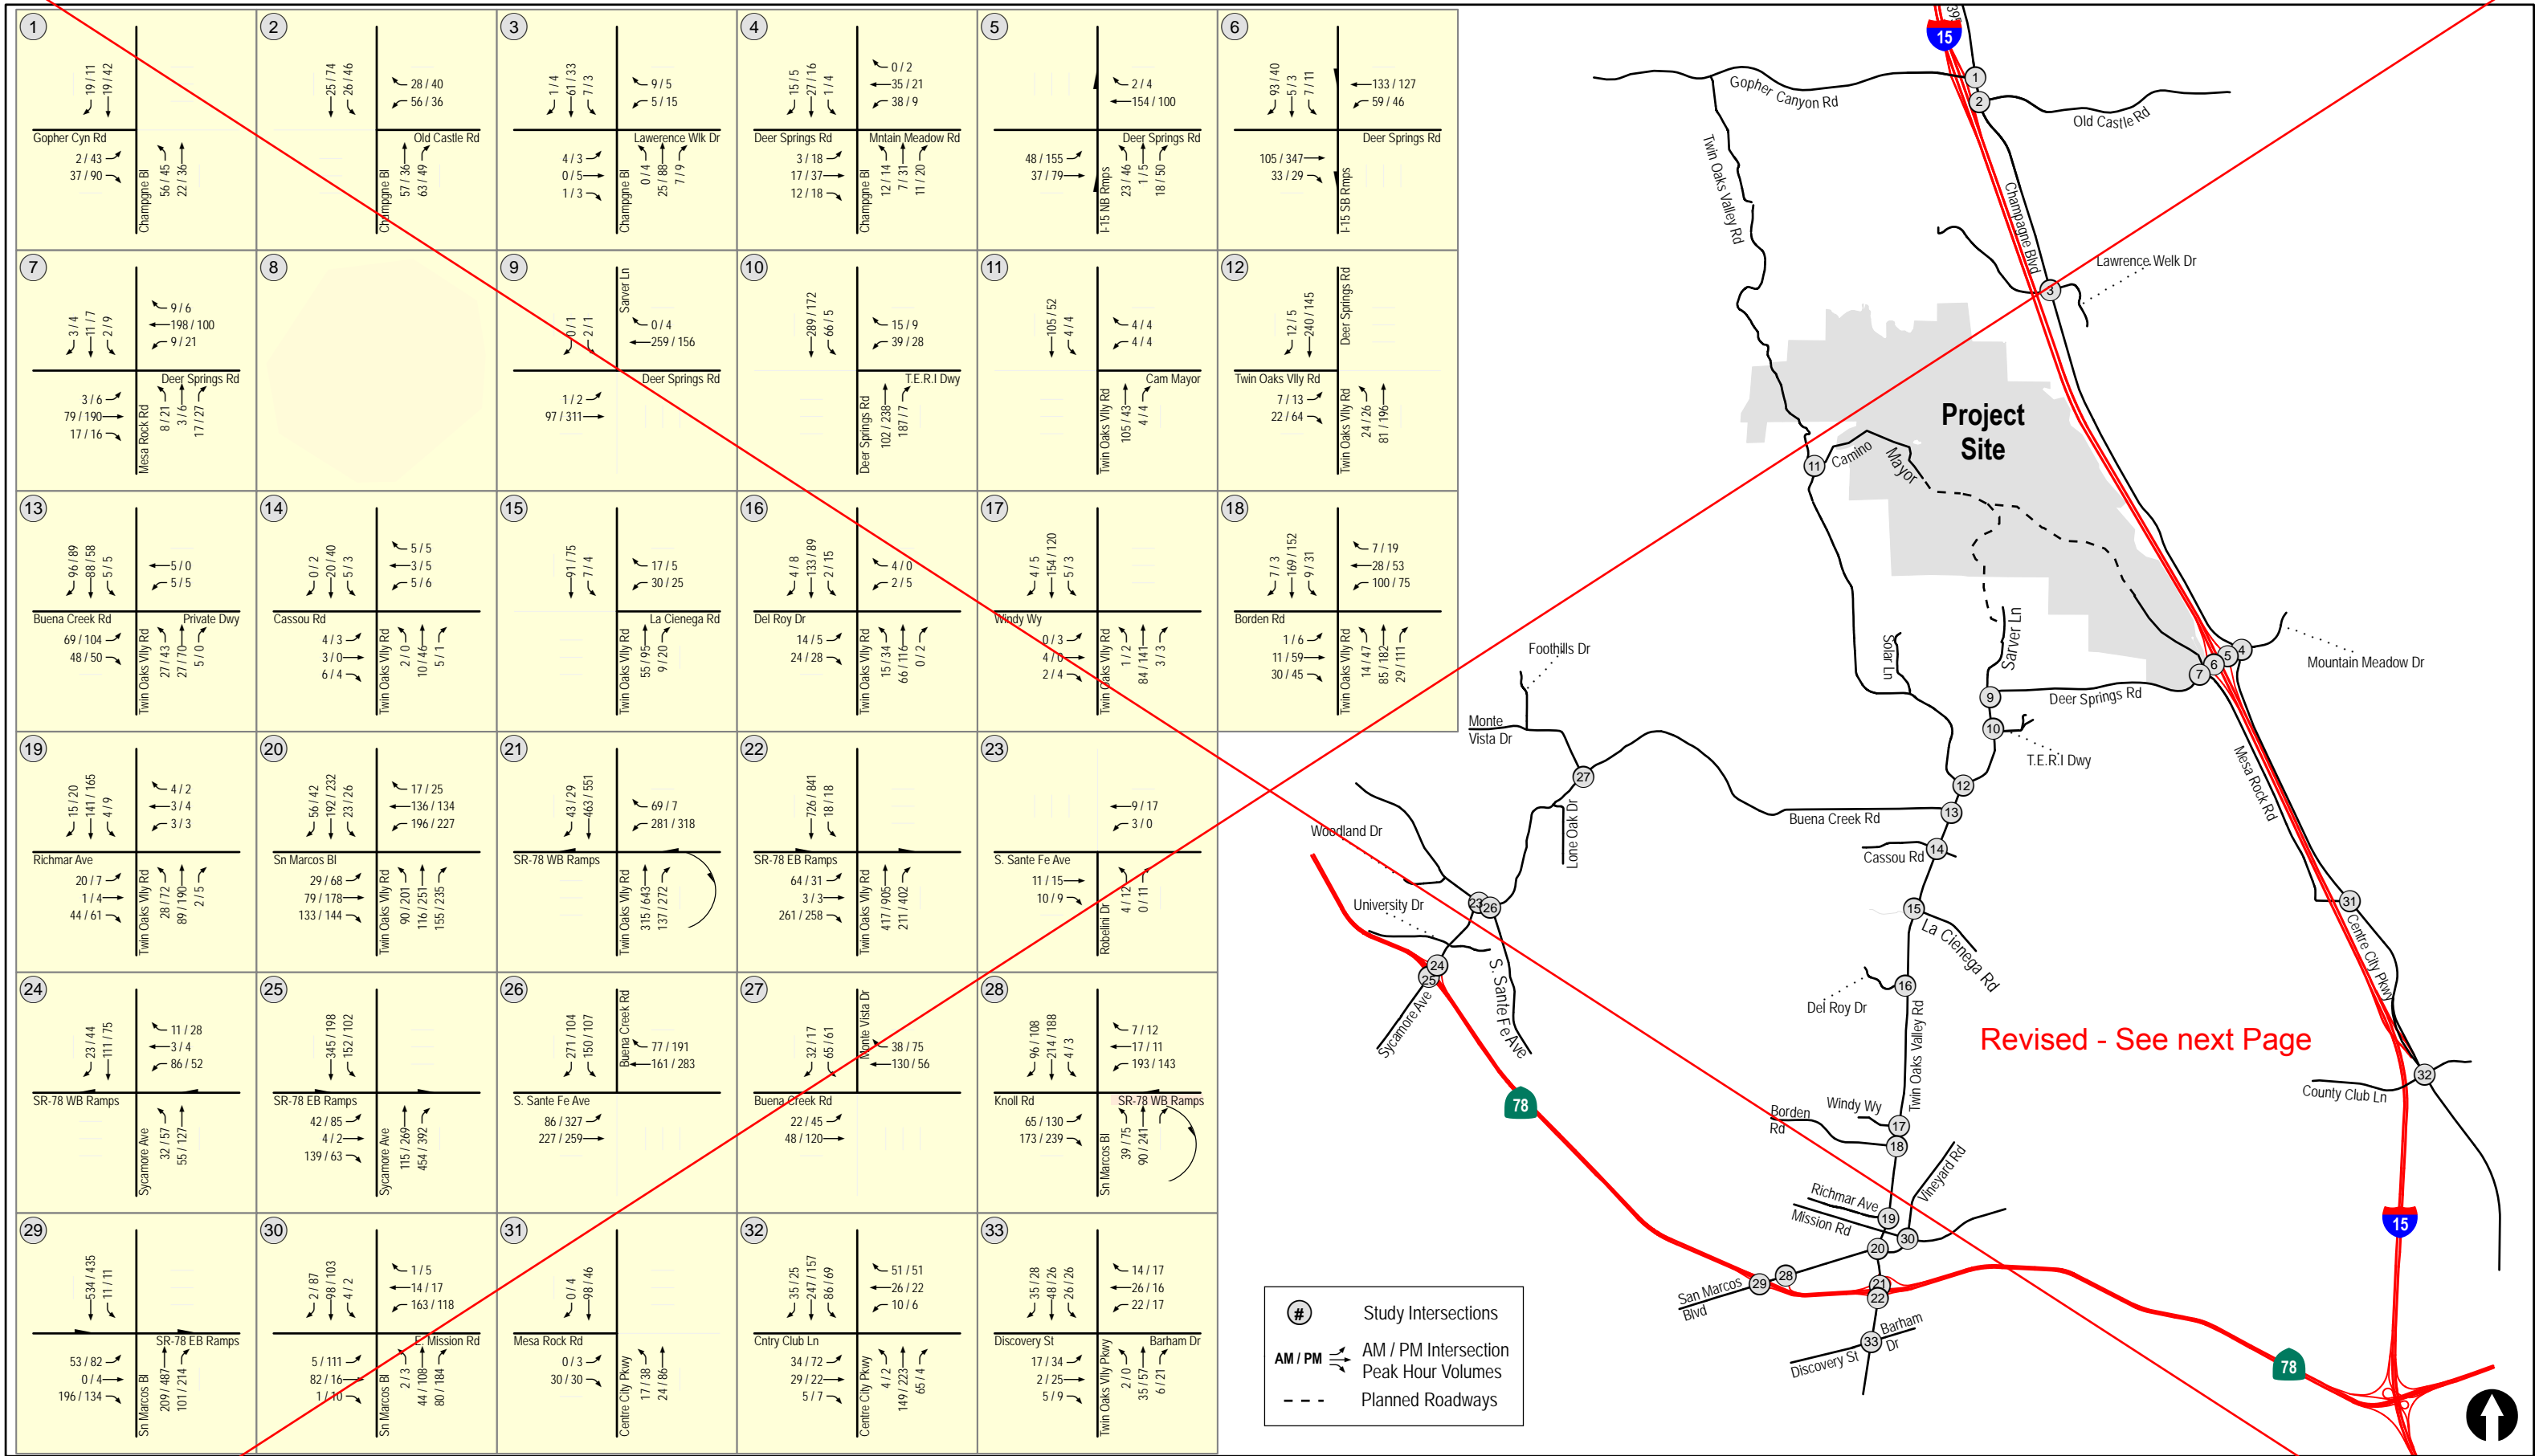 1
19 / 11
19 / 42
Gopher Cyn Rd
2 / 43
37 / 90
Champgne Bl
56 / 45
22 / 36
2
25 / 74
26 / 46
28 / 40
56 / 36
Old Castle Rd
Champgne Bl
57 / 36
63 / 49
3
1 / 4
61 / 33
7 / 3
9 / 5
5 / 15
Lawerence Wlk Dr
4 / 3
0 / 5
1 / 3
Champgne Bl
0 / 4
25 / 88
7 / 9
4
15 / 5
27 / 16
1 / 4
0 / 2
35 / 21
38 / 9
Deer Springs Rd
Mntain Meadow Rd
3 / 18
17 / 37
12 / 18
Champgne Bl
12 / 14
7 / 31
11 / 20
5
2 / 4
154 / 100
Deer Springs Rd
48 / 155
37 / 79
I-15 NB Rmps
23 / 46
1 / 5
18 / 50
6
93 / 40
5 / 3
7 / 11
133 / 127
59 / 46
Deer Springs Rd
105 / 347
33 / 29
I-15 SB Rmps
7
3 / 4
11 / 7
2 / 9
9 / 6
198 / 100
9 / 21
Deer Springs Rd
3 / 6
79 / 190
17 / 16
Mesa Rock Rd
8 / 21
3 / 6
17 / 27
8
9
0 / 1
2 / 1
Sarver Ln
0 / 4
259 / 156
Deer Springs Rd
1 / 2
97 / 311
10
289 / 172
66 / 5
15 / 9
39 / 28
T.E.R.I Dwy
Deer Springs Rd
102 / 238
187 / 7
11
105 / 52
4 / 4
4 / 4
4 / 4
Cam Mayor
Twin Oaks Vlly Rd
105 / 43
4 / 4
12
12 / 5
240 / 145
Deer Springs Rd
Twin Oaks Vlly Rd
7 / 13
22 / 64
Twin Oaks Vlly Rd
24 / 26
81 / 196
13
96 / 89
88 / 58
5 / 5
5 / 0
5 / 5
Buena Creek Rd
Private Dwy
69 / 104
48 / 50
Twin Oaks Vlly Rd
27 / 43
27 / 70
5 / 0
14
0 / 2
20 / 40
5 / 3
5 / 5
3 / 5
5 / 6
Cassou Rd
4 / 3
3 / 0
6 / 4
Twin Oaks Vlly Rd
2 / 0
10 / 46
5 / 1
15
91 / 75
7 / 4
17 / 5
30 / 25
La Cienega Rd
Twin Oaks Vlly Rd
55 / 95
9 / 20
16
4 / 8
133 / 89
2 / 15
4 / 0
2 / 5
Del Roy Dr
14 / 5
24 / 28
Twin Oaks Vlly Rd
15 / 34
66 / 116
0 / 2
17
4 / 5
154 / 120
5 / 3
Windy Wy
0 / 3
4 / 0
2 / 4
Twin Oaks Vlly Rd
1 / 2
84 / 141
3 / 3
18
7 / 3
169 / 152
9 / 31
7 / 19
28 / 53
100 / 75
Borden Rd
1 / 6
11 / 59
30 / 45
Twin Oaks Vlly Rd
14 / 47
85 / 182
29 / 111
19
15 / 20
141 / 165
4 / 9
4 / 2
3 / 4
3 / 3
Richmar Ave
20 / 7
1 / 4
44 / 61
Twin Oaks Vlly Rd
28 / 72
89 / 190
2 / 5
20
56 / 42
192 / 232
23 / 26
17 / 25
136 / 134
196 / 227
Sn Marcos Bl
29 / 68
79 / 178
133 / 144
Twin Oaks Vlly Rd
90 / 201
116 / 251
155 / 235
21
43 / 29
463 / 551
69 / 7
281 / 318
SR-78 WB Ramps
Twin Oaks Vlly Rd
315 / 643
137 / 272
22
726 / 841
18 / 18
SR-78 EB Ramps
64 / 31
3 / 3
261 / 258
Twin Oaks Vlly Rd
417 / 905
211 / 402
23
9 / 17
3 / 0
S. Sante Fe Ave
11 / 15
10 / 9
Robelini Dr
4 / 12
0 / 11
24
23 / 44
111 / 75
11 / 28
3 / 4
86 / 52
SR-78 WB Ramps
Sycamore Ave
32 / 57
55 / 127
25
345 / 198
152 / 102
SR-78 EB Ramps
42 / 85
4 / 2
139 / 63
Sycamore Ave
115 / 269
454 / 392
26
271 / 104
150 / 107
Buena Creek Rd
77 / 191
161 / 283
S. Sante Fe Ave
86 / 327
227 / 259
27
32 / 17
65 / 61
Monte Vista Dr
38 / 75
130 / 56
Buena Creek Rd
22 / 45
48 / 120
28
96 / 108
214 / 188
4 / 3
7 / 12
17 / 11
193 / 143
Knoll Rd
SR-78 WB Ramps
65 / 130
173 / 239
Sn Marcos Bl
39 / 75
90 / 241
29
534 / 435
11 / 11
SR-78 EB Ramps
53 / 82
0 / 4
196 / 134
Sn Marcos Bl
209 / 487
101 / 214
30
2 / 87
98 / 103
4 / 2
1 / 5
14 / 17
163 / 118
E. Mission Rd
5 / 111
82 / 16
1 / 10
Sn Marcos Bl
2 / 3
44 / 108
80 / 184
31
0 / 4
98 / 46
Mesa Rock Rd
0 / 3
30 / 30
Centre City Pkwy
17 / 38
24 / 86
32
35 / 25
247 / 157
86 / 69
51 / 51
26 / 22
10 / 6
Cntry Club Ln
34 / 72
29 / 22
5 / 7
Centre City Pkwy
4 / 2
149 / 223
65 / 4
33
35 / 28
48 / 26
26 / 26
14 / 17
26 / 16
22 / 17
Discovery St
Barham Dr
17 / 34
2 / 25
5 / 9
Twin Oaks Vlly Pkwy
2 / 0
35 / 57
6 / 21
15
395
1
Gopher Canyon Rd
2
Old Castle Rd
Twin Oaks Valley Rd
Champagne Blvd
Lawrence Welk Dr
3
Project
Site
11
Camino
Mayor
Solar Ln
Sarver Ln
Foothills Dr
4
5
6
7
Mountain Meadow Dr
9
Deer Springs Rd
Monte
Vista Dr
10
T.E.R.I Dwy
27
12
Mesa Rock Rd
Lone Oak Dr
13
Buena Creek Rd
Woodland Dr
14
Cassou Rd
University Dr
23
26
15
La Cienega Rd
31
Centre City Pkwy
24
25
S. Sante Fe Ave
Sycamore Ave
16
Del Roy Dr
Twin Oaks Valley Rd
Revised - See next Page
32
County Club Ln
78
Borden
Rd
Windy Wy
17
18
Vineyard Rd
Richmar Ave
Mission Rd
19
30
20
15
San Marcos
Blvd
29
28
21
22
33
Barham
Dr
Discovery St
78
#
Study Intersections
AM / PM
AM / PM Intersection
Peak Hour Volumes
Planned Roadways